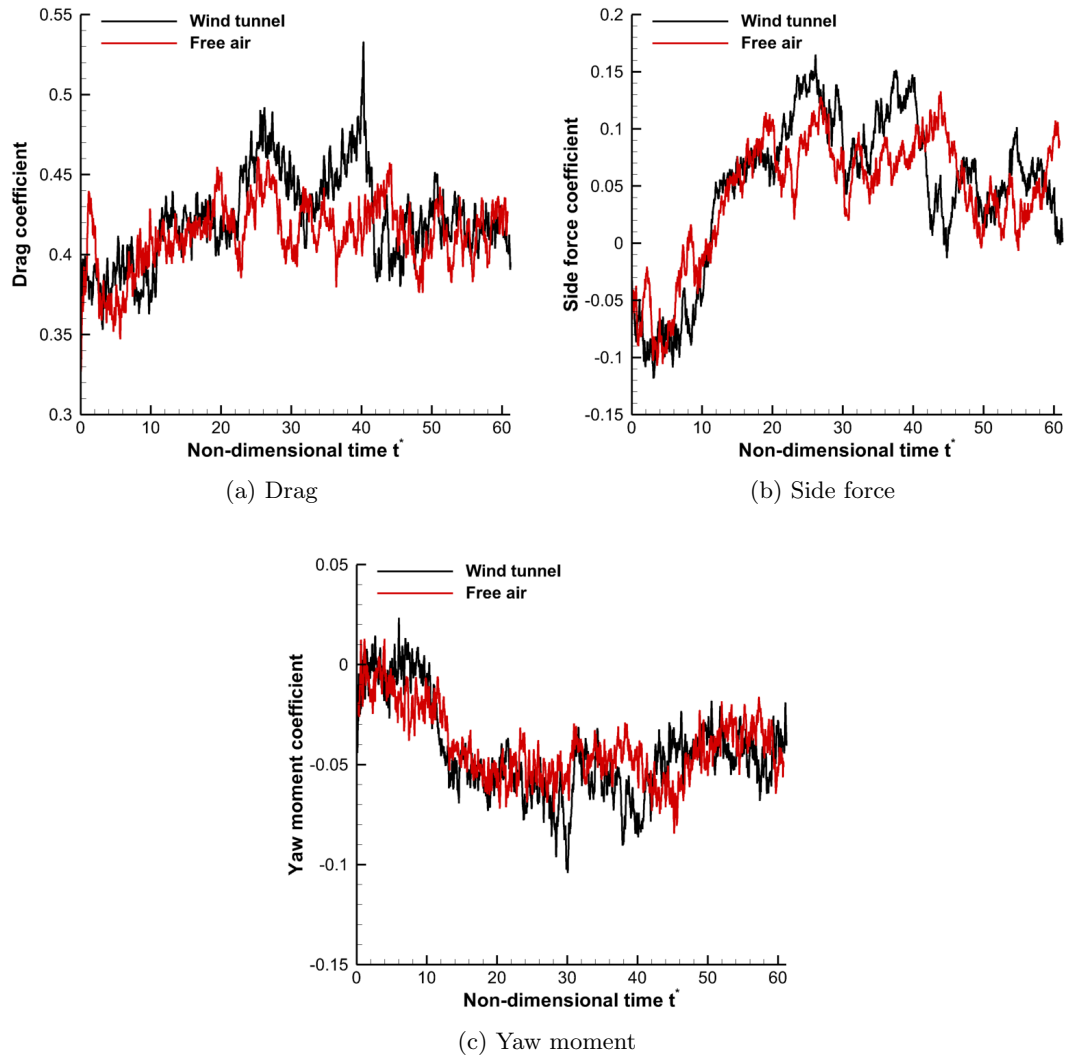 Wind tunnel
Free air
0.55
0.5
0.45
0.4
0.35
0.3
Drag coefficient
0 10 20 30 40 50 60
Non-dimensional time t*
(a) Drag
Wind tunnel
Free air
0.2
0.15
0.1
0.05
0
-0.05
-0.1
-0.15
Side force coefficient
0 10 20 30 40 50 60
Non-dimensional time t*
(b) Side force
Wind tunnel
Free air
0.05
0
-0.05
-0.1
-0.15
Yaw moment coefficient
0 10 20 30 40 50 60
Non-dimensional time t*
(c) Yaw moment